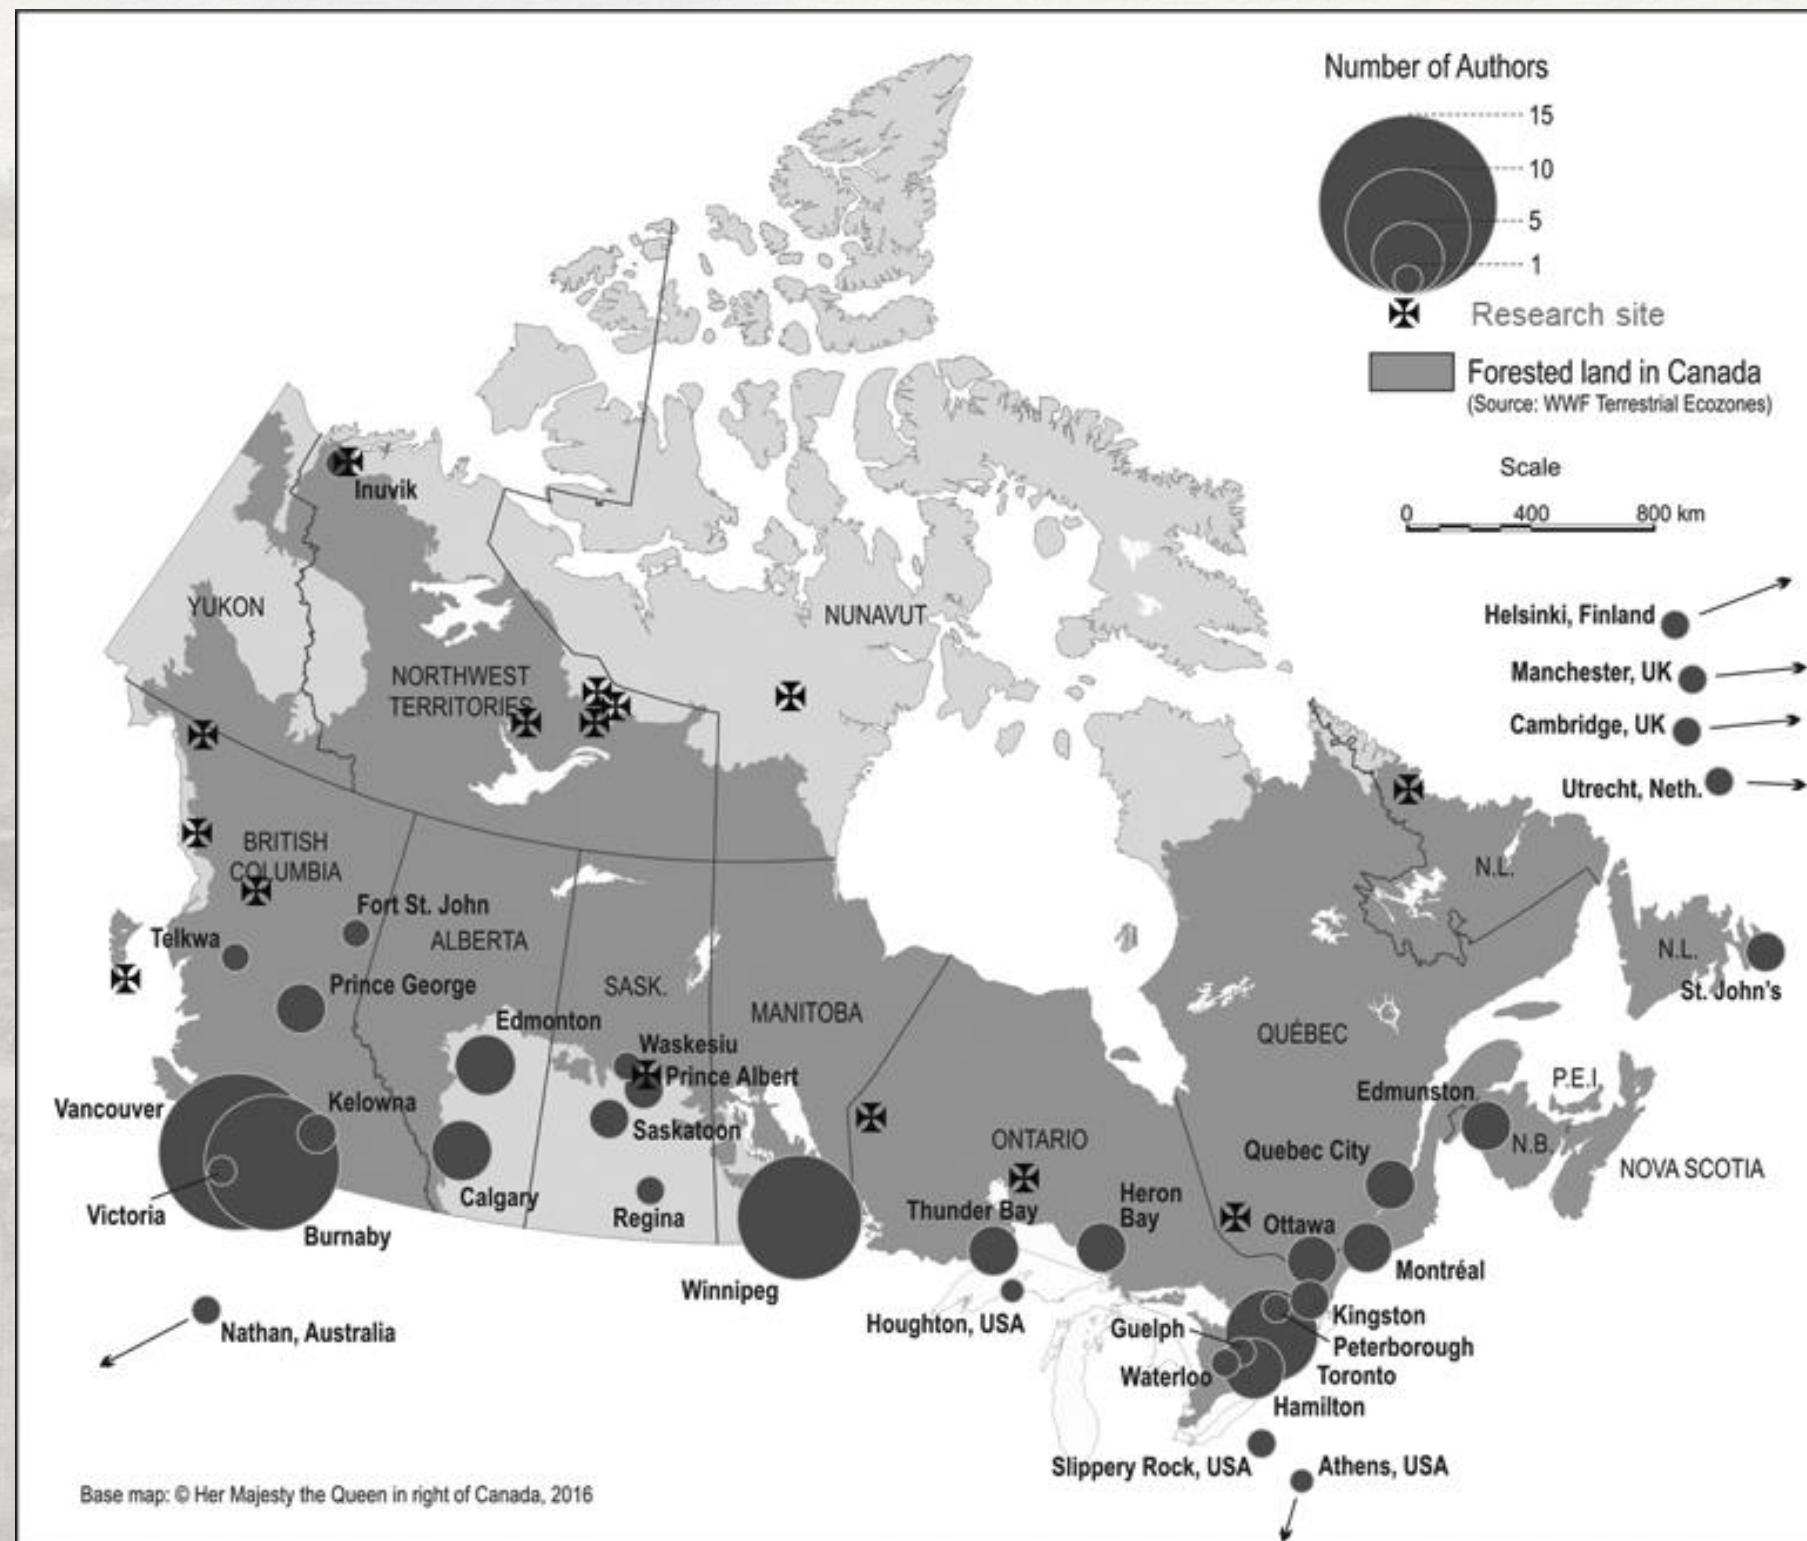 Number of Authors
15
10
5
1
Research site
Forested land in Canada
(Source: WWF Terrestrial Ecozones)
Scale
0 400 800 km
Inuvik
YUKON
NUNAVUT
NORTHWEST
TERRITORIES
Helsinki, Finland
Manchester, UK
Cambridge, UK
Utrecht, Neth.
BRITISH
COLUMBIA
Fort St. John
ALBERTA
Telkwa
Prince George
SASK.
MANITOBA
Edmonton
Waskesiu
Prince Albert
Saskatoon
Vancouver
Kelowna
Victoria
Burnaby
Calgary
Regina
Winnipeg
ONTARIO
Thunder Bay
Heron
Bay
Houghton, USA
QUÉBEC
N.L.
N.L.
St. John's
P.E.I.
Edmunston
N.B.
NOVA SCOTIA
Quebec City
Ottawa
Montréal
Kingston
Guelph
Peterborough
Waterloo
Toronto
Hamilton
Slippery Rock, USA
Athens, USA
Nathan, Australia
Base map: © Her Majesty the Queen in right of Canada, 2016